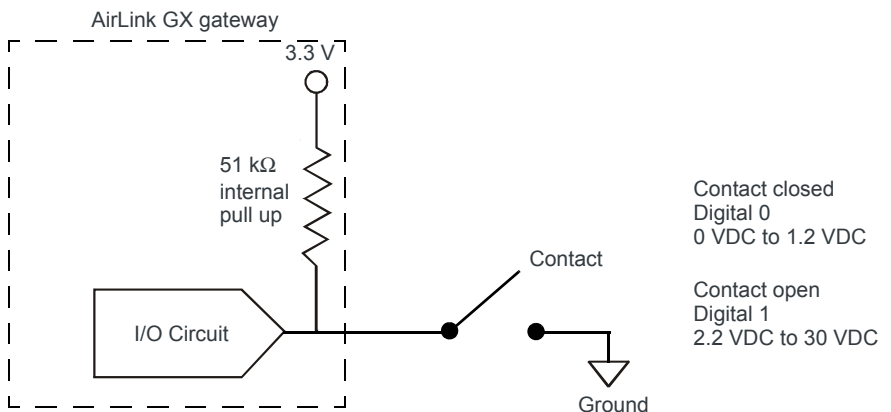 AirLink GX gateway
3.3 V
51 kΩ
internal
pull up
I/O Circuit
Contact
Ground
Contact closed
Digital 0
0 VDC to 1.2 VDC
Contact open
Digital 1
2.2 VDC to 30 VDC